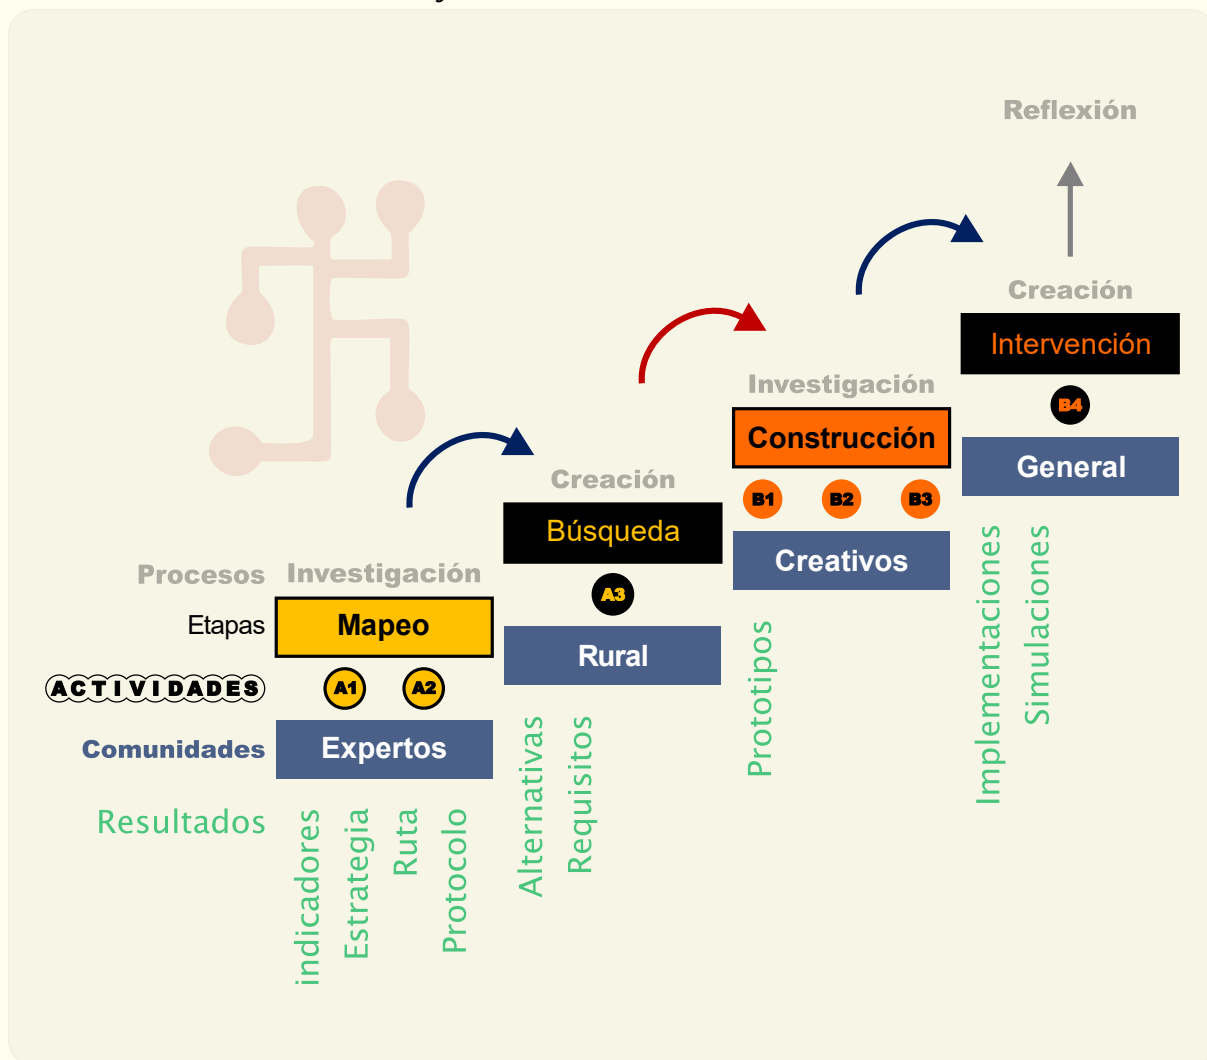 Reflexión
Creación
Intervención
B4
General
Implementaciones
Simulaciones
Investigación
Construcción
B1 B2 B3
Creativos
Prototipos
Creación
Búsqueda
A3
Rural
Alternativas
Requisitos
Procesos Investigación
Etapas Mapeo
ACTIVIDADES A1 A2
Comunidades Expertos
Resultados
indicadores
Estrategia
Ruta
Protocolo